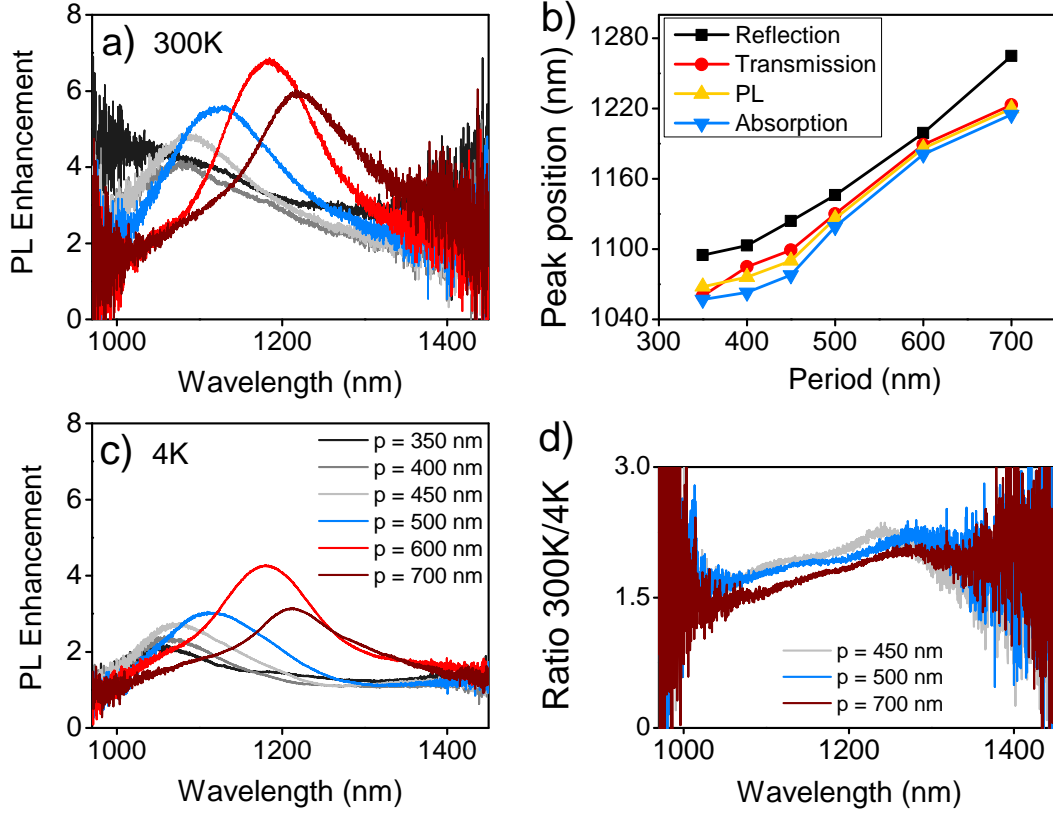 a) 300K
PL Enhancement
8
6
4
2
0
1000 1200 1400
Wavelength (nm)
b)
Reflection
Transmission
PL
Absorption
Peak position (nm)
1280
1220
1160
1100
1040
300 400 500 600 700
Period (nm)
c) 4K
PL Enhancement
8
6
4
2
0
p = 350 nm
p = 400 nm
p = 450 nm
p = 500 nm
p = 600 nm
p = 700 nm
1000 1200 1400
Wavelength (nm)
d)
Ratio 300K/4K
3.0
1.5
0
p = 450 nm
p = 500 nm
p = 700 nm
1000 1200 1400
Wavelength (nm)